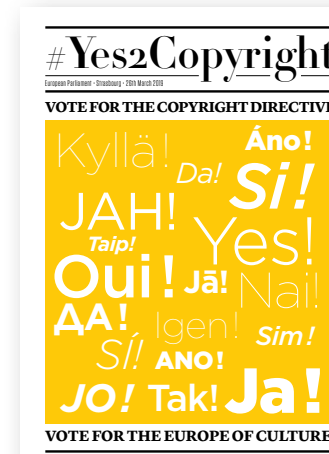 #Yes2Copyright
European Parliament - Strasbourg - 26th March 2019
VOTE FOR THE COPYRIGHT DIRECTIVE
Kyllä! Áno!
Da! Si!
JAH! Yes!
Taip!
Oui! Jā! Nai!
ДА! Igen! Sim!
SÍ! ANO!
JO! Tak! Ja!
VOTE FOR THE EUROPE OF CULTURE